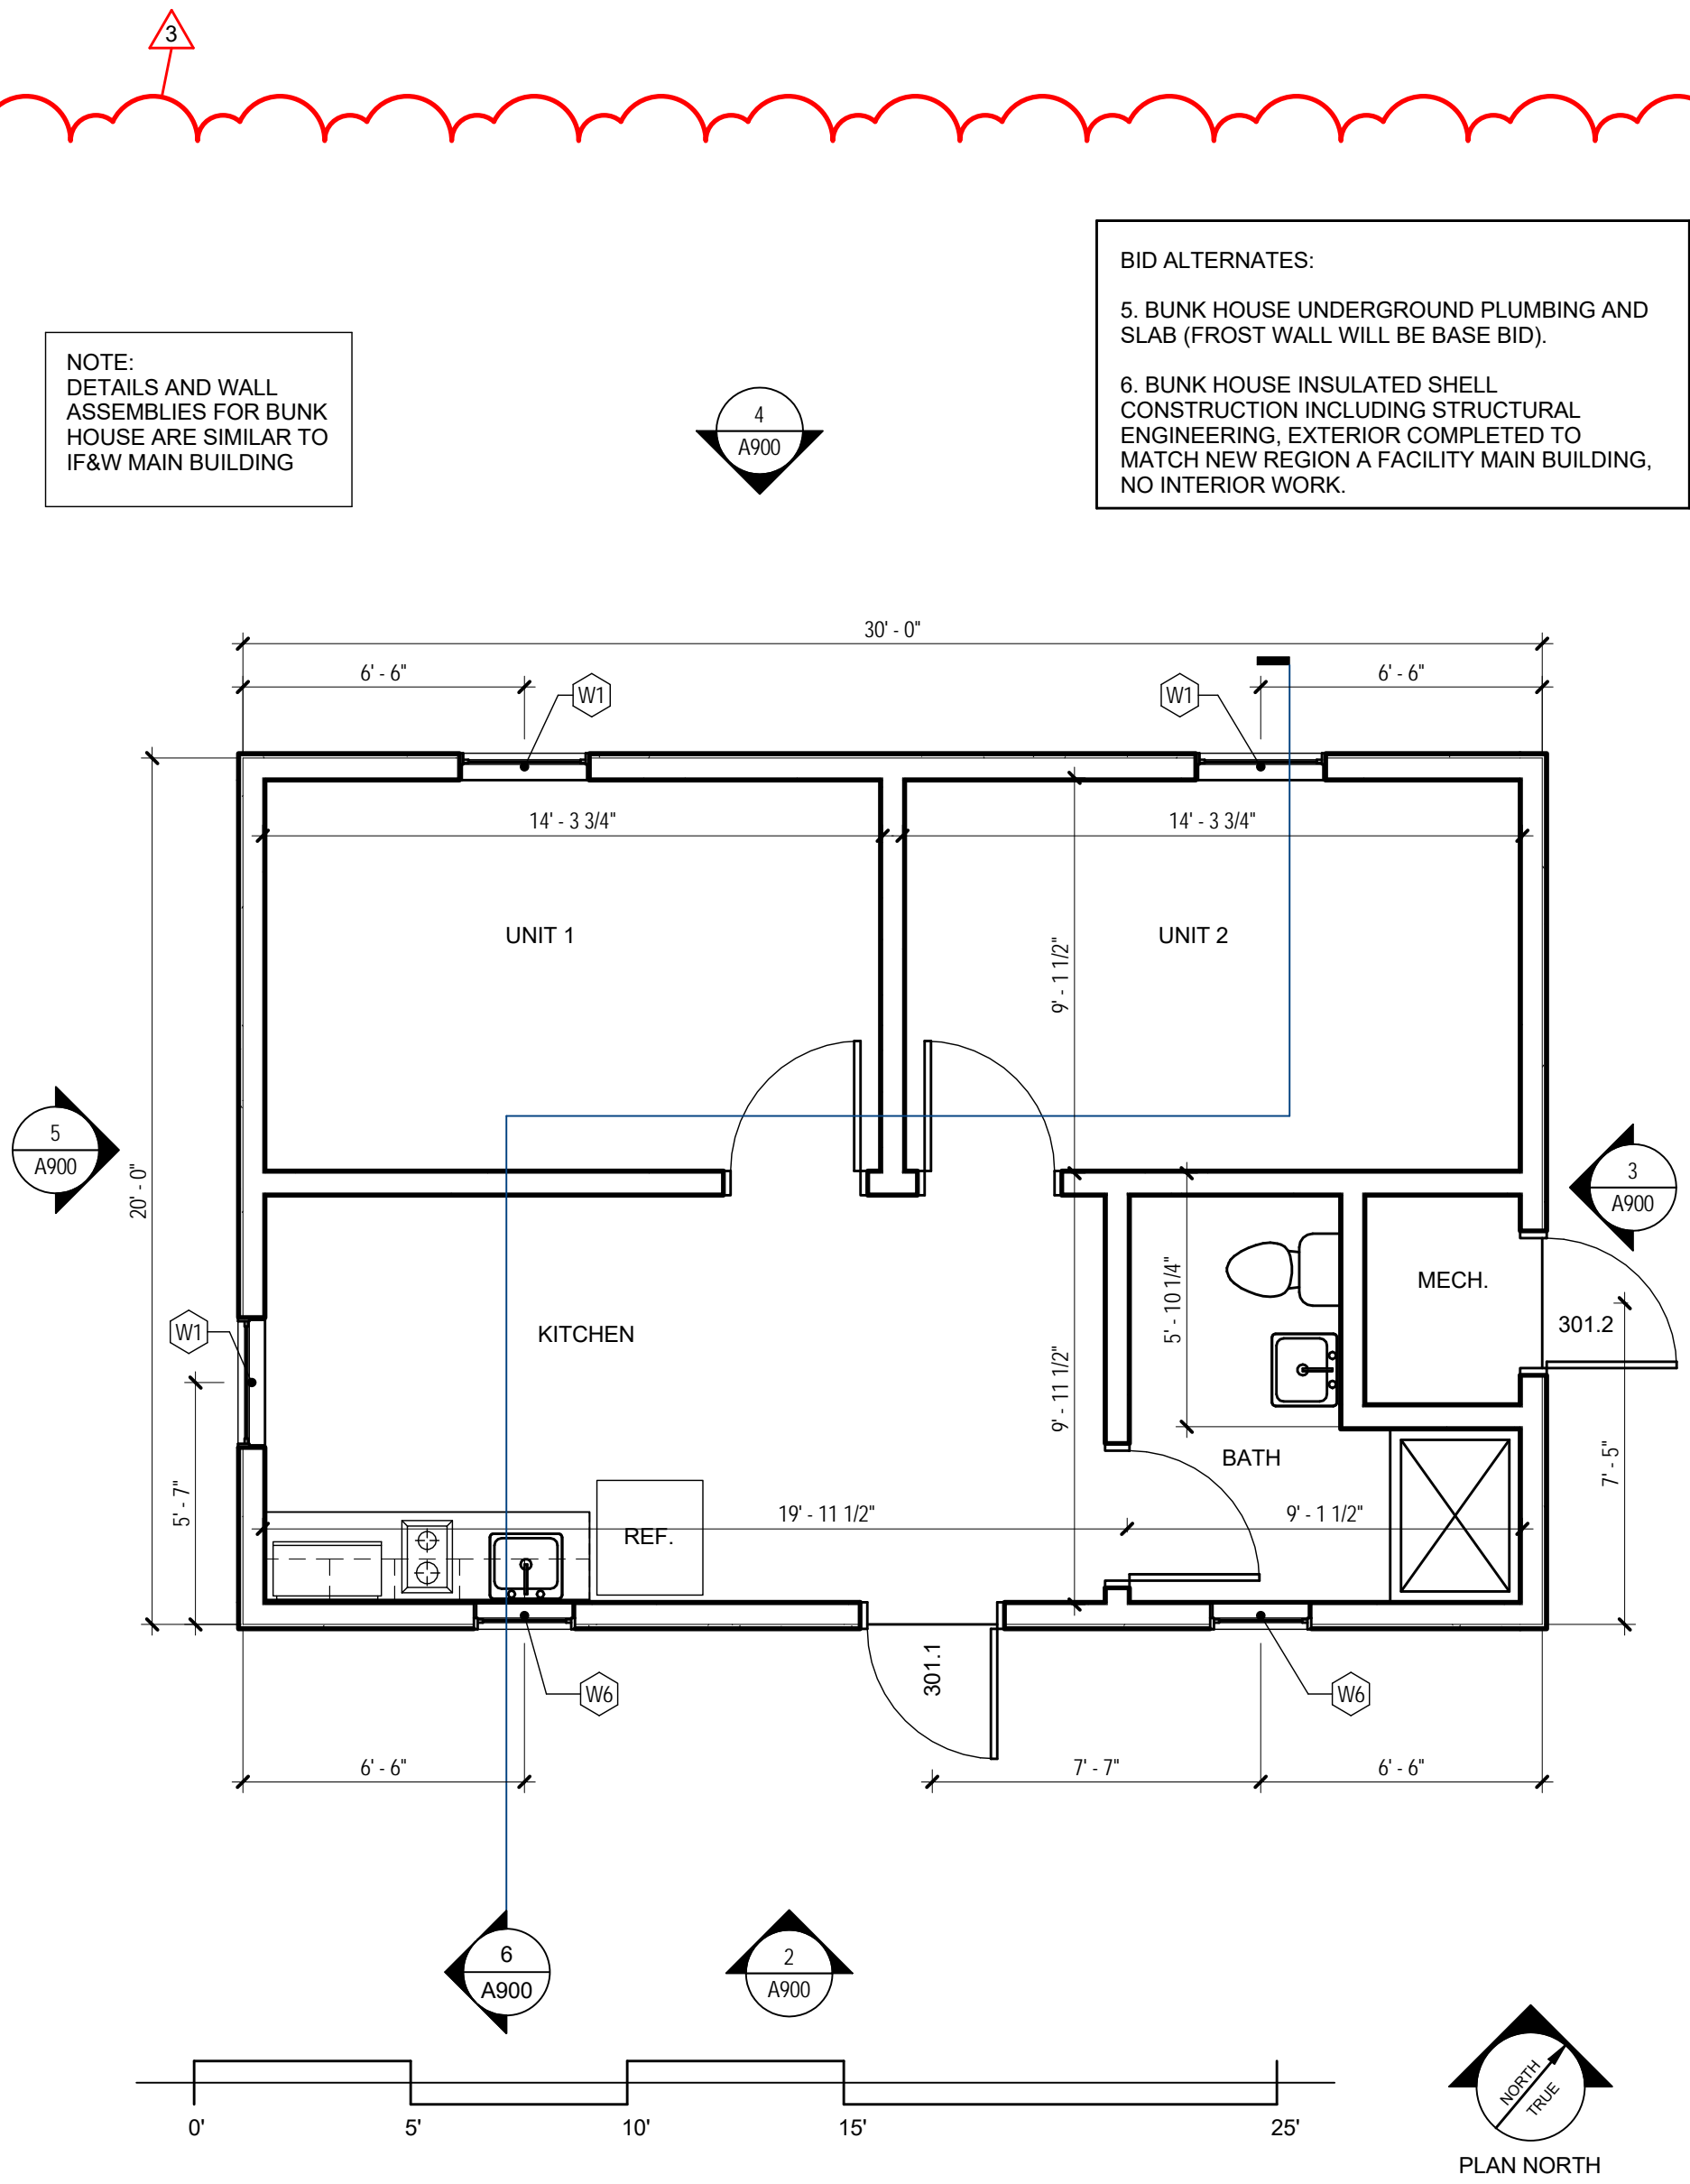 3
BID ALTERNATES:
5. BUNK HOUSE UNDERGROUND PLUMBING AND
SLAB (FROST WALL WILL BE BASE BID).
6. BUNK HOUSE INSULATED SHELL
CONSTRUCTION INCLUDING STRUCTURAL
ENGINEERING, EXTERIOR COMPLETED TO
MATCH NEW REGION A FACILITY MAIN BUILDING,
NO INTERIOR WORK.
NOTE:
DETAILS AND WALL
ASSEMBLIES FOR BUNK
HOUSE ARE SIMILAR TO
IF&W MAIN BUILDING
4
A900
30' - 0"
6' - 6"
W1
W1
6' - 6"
14' - 3 3/4"
14' - 3 3/4"
UNIT 1
9' - 1 1/2"
UNIT 2
5
A900
20' - 0"
3
A900
W1
KITCHEN
5' - 10 1/4"
MECH.
301.2
9' - 11 1/2"
BATH
7' - 5"
5' - 7"
19' - 11 1/2"
9' - 1 1/2"
REF.
301.1
W6
W6
6' - 6"
7' - 7"
6' - 6"
6
A900
2
A900
0'
5'
10'
15'
25'
NORTH
TRUE
PLAN NORTH